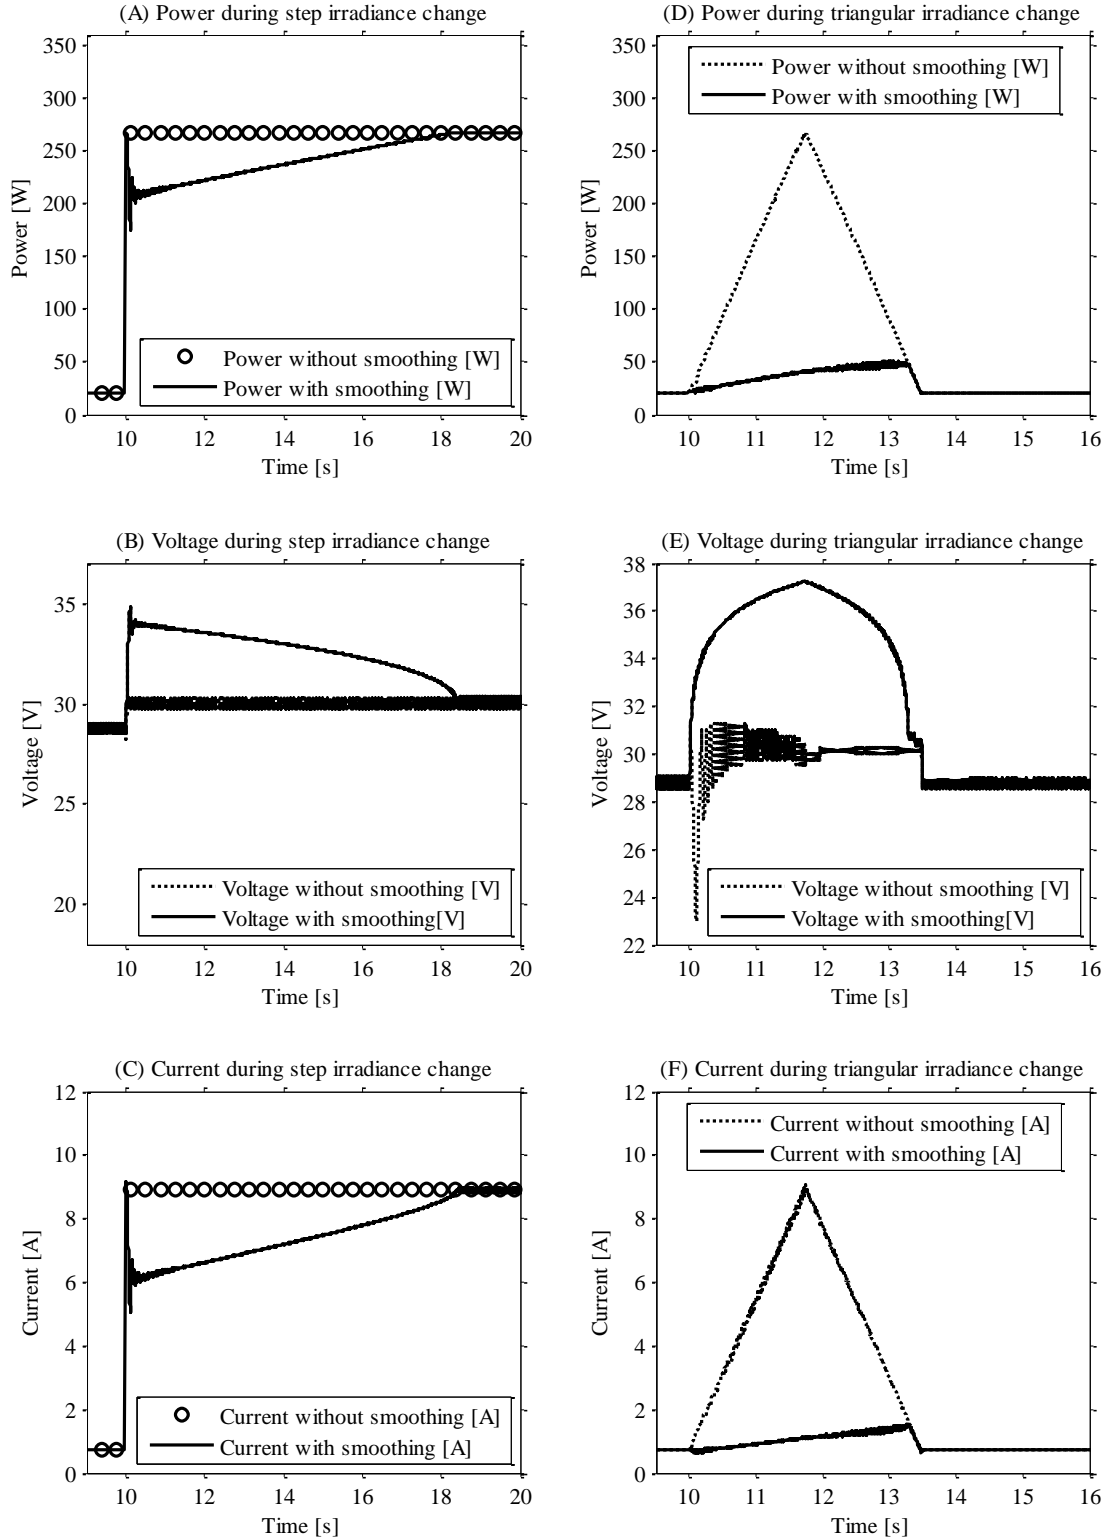 (A) Power during step irradiance change
350
300
250
200
150
100
50
0
Power [W]
Power without smoothing [W]
Power with smoothing [W]
10 12 14 16 18 20
Time [s]
(D) Power during triangular irradiance change
350
300
250
200
150
100
50
0
Power [W]
Power without smoothing [W]
Power with smoothing [W]
10 11 12 13 14 15 16
Time [s]
(B) Voltage during step irradiance change
35
30
25
20
Voltage [V]
Voltage without smoothing [V]
Voltage with smoothing[V]
10 12 14 16 18 20
Time [s]
(E) Voltage during triangular irradiance change
38
36
34
32
30
28
26
24
22
Voltage [V]
Voltage without smoothing [V]
Voltage with smoothing[V]
10 11 12 13 14 15 16
Time [s]
(C) Current during step irradiance change
12
10
8
6
4
2
0
Current [A]
Current without smoothing [A]
Current with smoothing [A]
10 12 14 16 18 20
Time [s]
(F) Current during triangular irradiance change
12
10
8
6
4
2
0
Current [A]
Current without smoothing [A]
Current with smoothing [A]
10 11 12 13 14 15 16
Time [s]